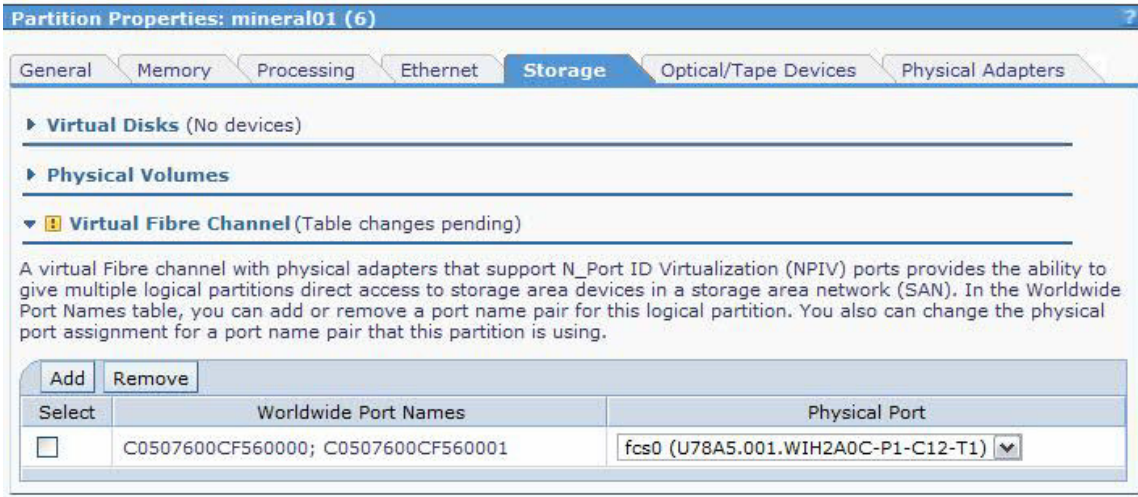 Partition Properties: mineral01 (6)
?
General Memory Processing Ethernet Storage Optical/Tape Devices Physical Adapters
Virtual Disks (No devices)
Physical Volumes
Virtual Fibre Channel (Table changes pending)
A virtual Fibre channel with physical adapters that support N_Port ID Virtualization (NPIV) ports provides the ability to
give multiple logical partitions direct access to storage area devices in a storage area network (SAN). In the Worldwide
Port Names table, you can add or remove a port name pair for this logical partition. You also can change the physical
port assignment for a port name pair that this partition is using.
Add Remove
Select Worldwide Port Names Physical Port
C0507600CF560000; C0507600CF560001 fcs0 (U78A5.001.WIH2A0C-P1-C12-T1)